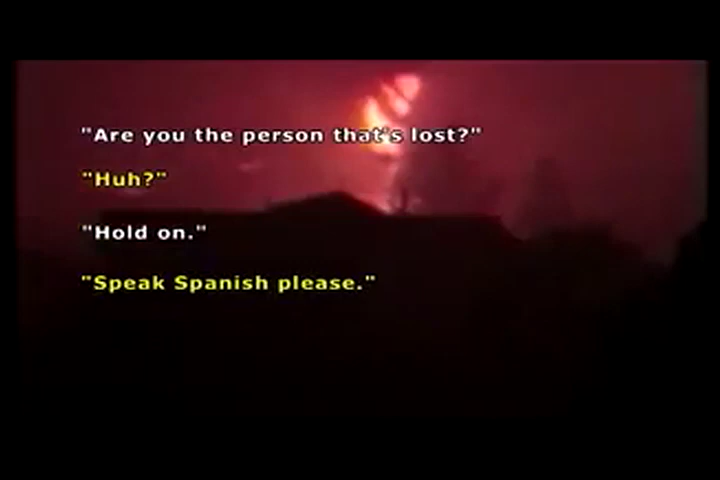 "Are you the person that's lost?"
"Huh?"
"Hold on."
"Speak Spanish please."